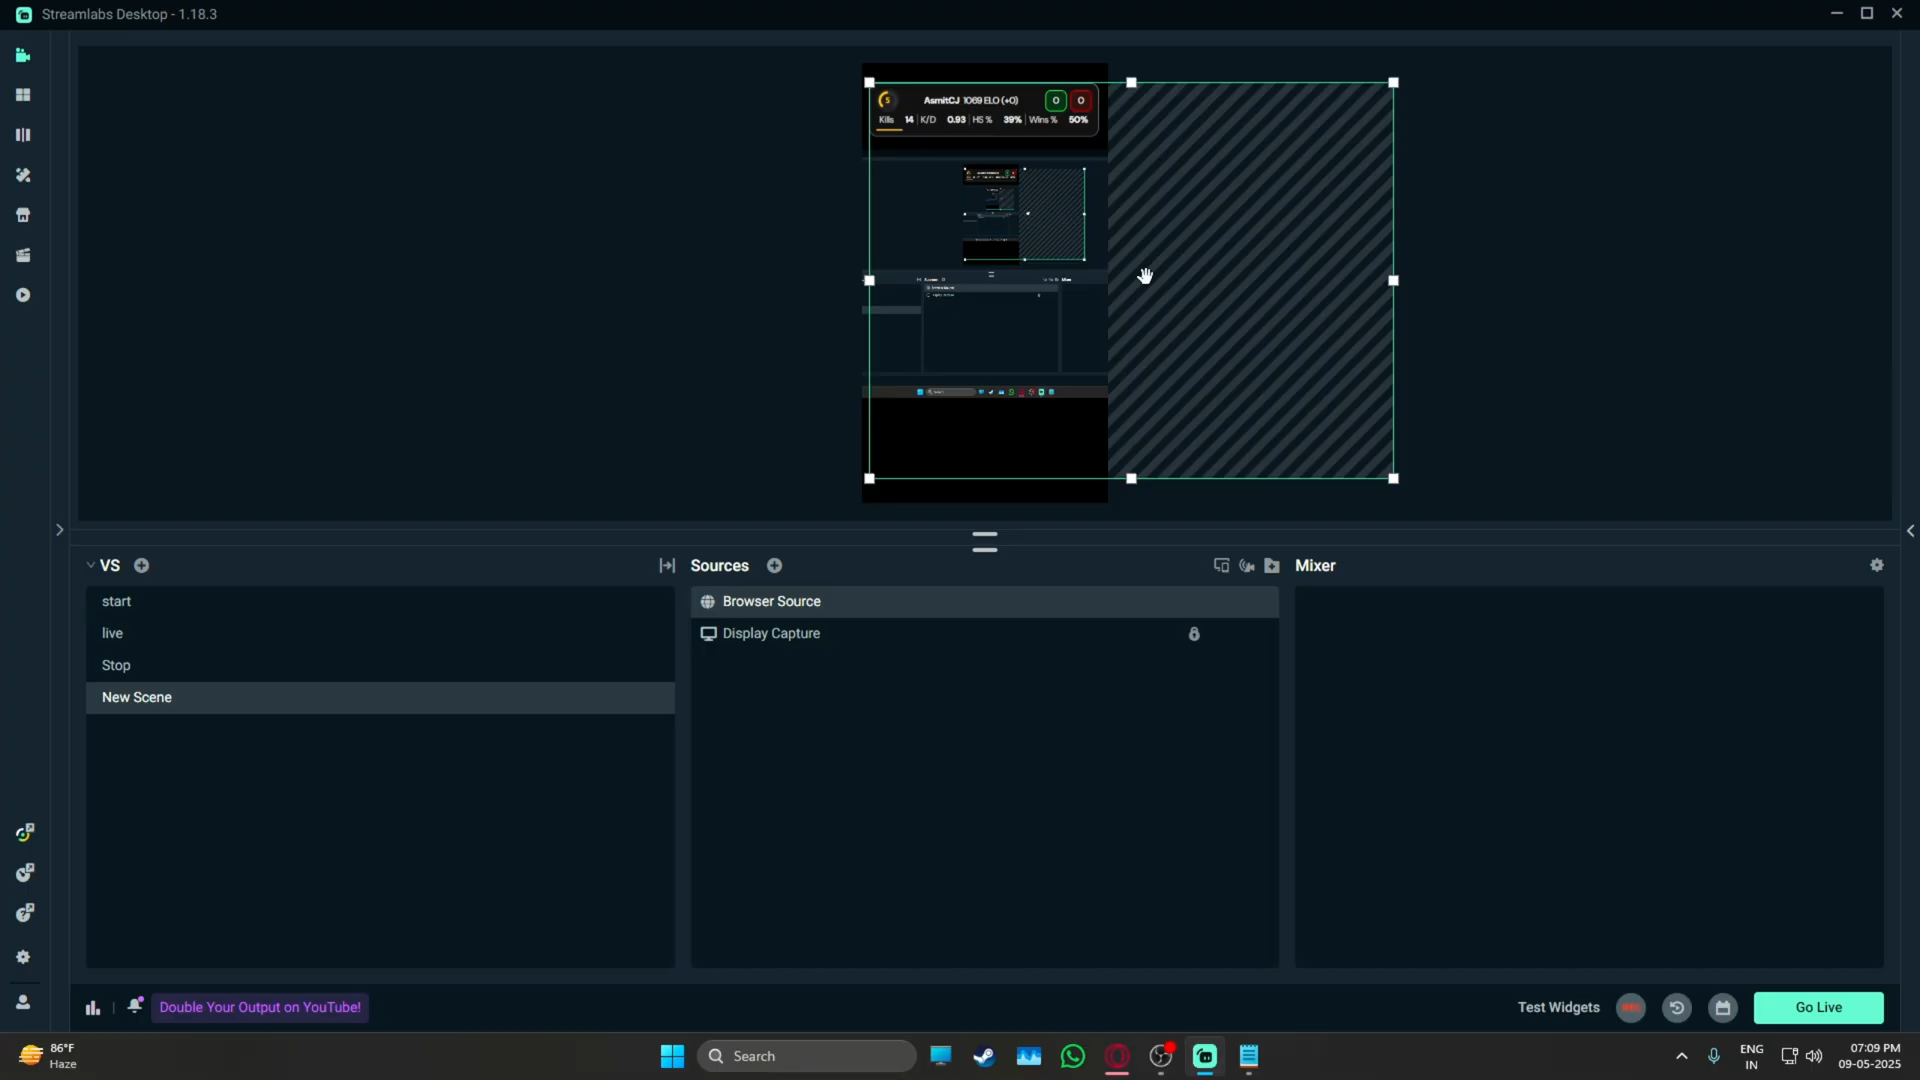 Streamlabs Desktop - 1.18.3
5
AsmitCJ 1069 ELO (+0)
0
0
Kills 14 K/D 0.93 HS % 39% Wins % 50%
VS
start
live
Stop
New Scene
Sources
Browser Source
Display Capture
Mixer
Double Your Output on YouTube!
Test Widgets
REC
Go Live
86°F
Haze
Search
ENG
IN
07:09 PM
09-05-2025